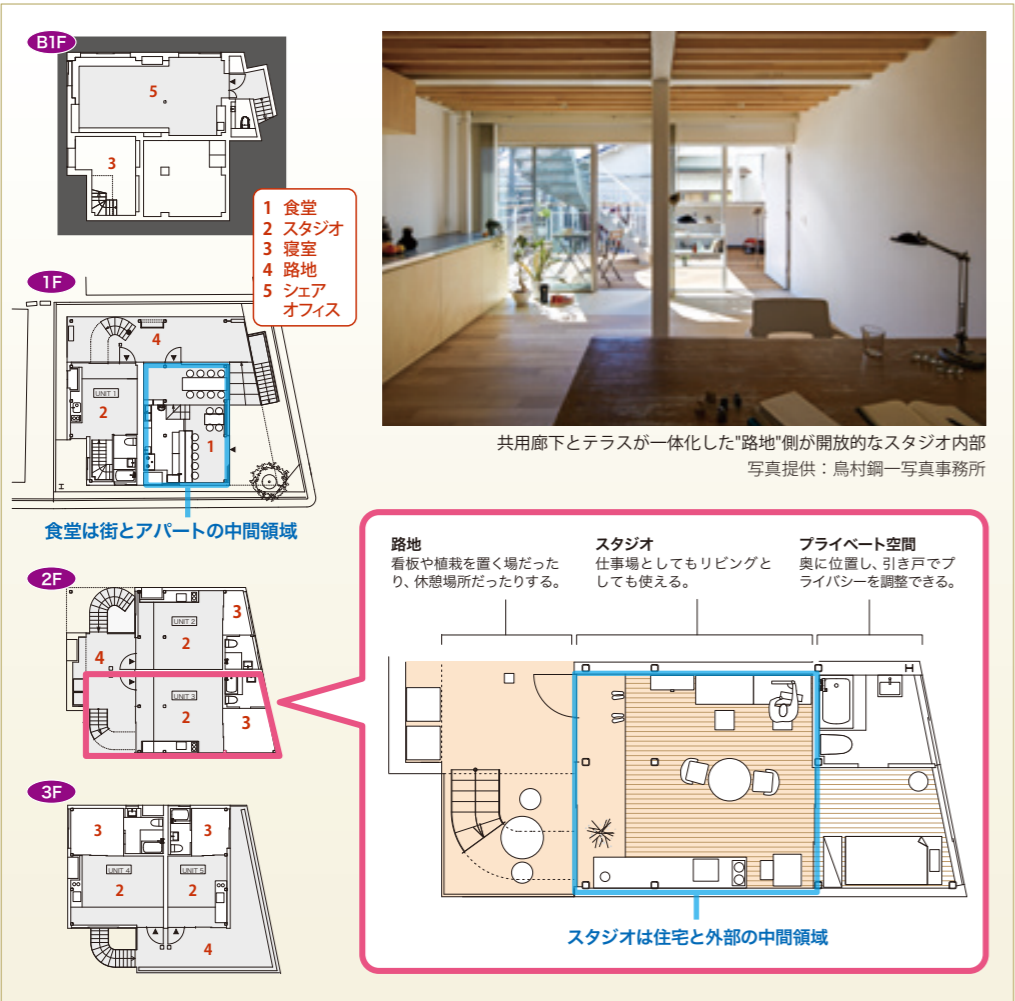 B1F
5
3
1 食堂
2 スタジオ
3 寝室
4 路地
5 シェア
オフィス
共用廊下とテラスが一体化した"路地"側が開放的なスタジオ内部
写真提供：鳥村鋼一写真事務所
1F
4
UNIT 1
2
1
食堂は街とアパートの中間領域
2F
UNIT 2
3
2
4
UNIT 3
2
3
3F
3
3
UNIT 4
UNIT 5
2
2
4
路地
看板や植栽を置く場だった
り、休憩場所だったりする。
スタジオ
仕事場としてもリビングと
しても使える。
プライベート空間
奥に位置し、引き戸でプ
ライバシーを調整できる。
スタジオは住宅と外部の中間領域